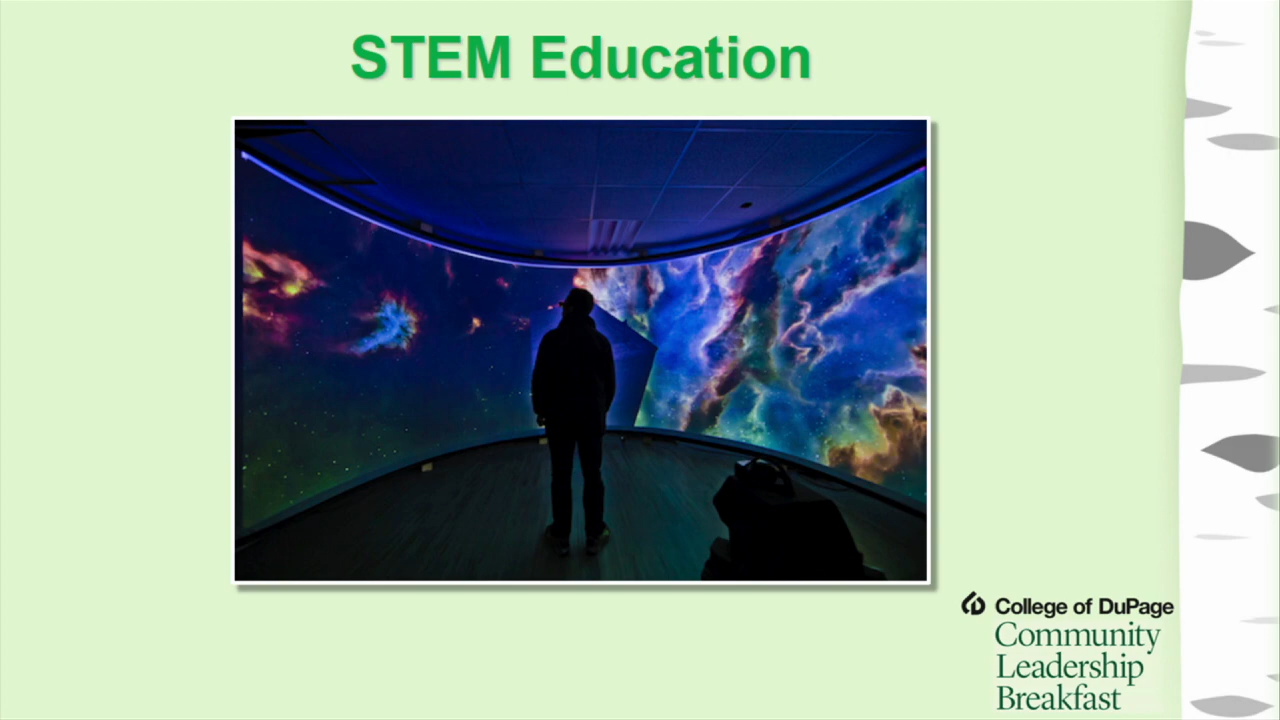 STEM Education
College of DuPage
Community
Leadership
Breakfast